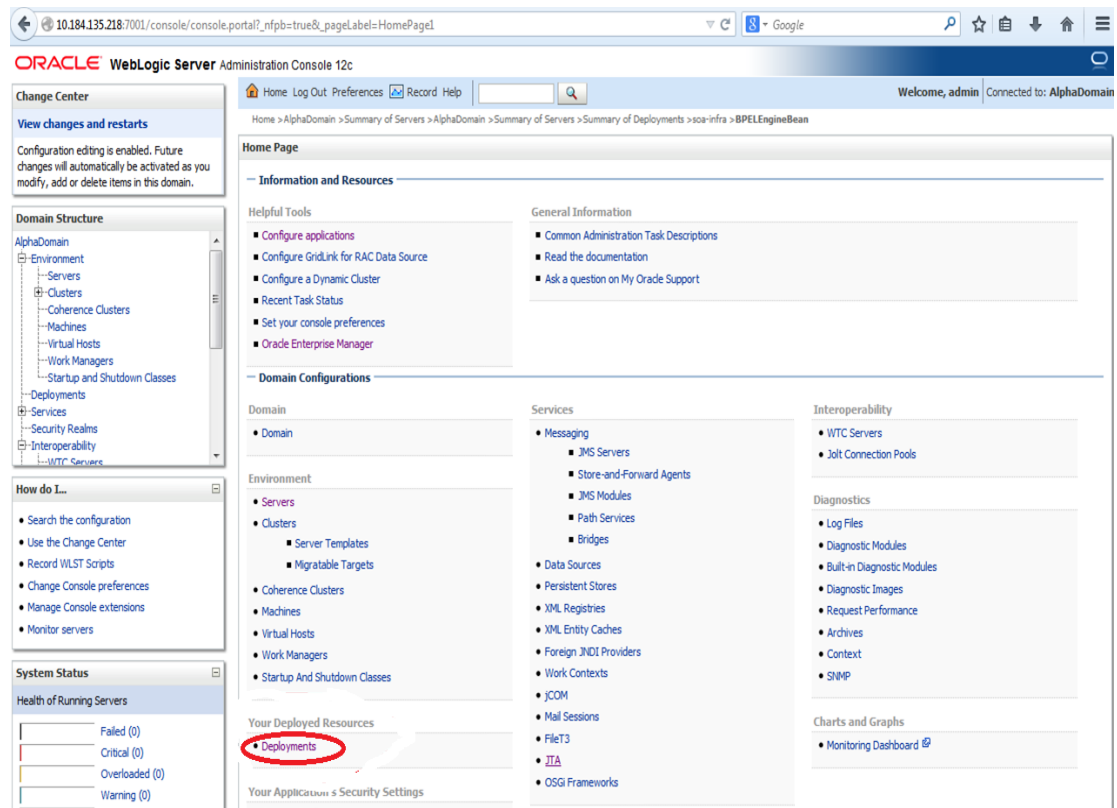 10.184.135.218:7001/console/console.portal?_nfpb=true&_pageLabel=HomePage1
Google
ORACLE WebLogic Server Administration Console 12c
Change Center
View changes and restarts
Configuration editing is enabled. Future
changes will automatically be activated as you
modify, add or delete items in this domain.
Domain Structure
AlphaDomain
Environment
Servers
Clusters
Coherence Clusters
Machines
Virtual Hosts
Work Managers
Startup and Shutdown Classes
Deployments
Services
Security Realms
Interoperability
WTC Servers
How do I...
Search the configuration
Use the Change Center
Record WLST Scripts
Change Console preferences
Manage Console extensions
Monitor servers
System Status
Health of Running Servers
Failed (0)
Critical (0)
Overloaded (0)
Warning (0)
Home Log Out Preferences Record Help
Welcome, admin Connected to: AlphaDomain
Home >AlphaDomain >Summary of Servers >AlphaDomain >Summary of Servers >Summary of Deployments >soa-infra >BPELEngineBean
Home Page
Information and Resources
Helpful Tools
Configure applications
Configure GridLink for RAC Data Source
Configure a Dynamic Cluster
Recent Task Status
Set your console preferences
Oracle Enterprise Manager
General Information
Common Administration Task Descriptions
Read the documentation
Ask a question on My Oracle Support
Domain Configurations
Domain
Domain
Environment
Servers
Clusters
Server Templates
Migratable Targets
Coherence Clusters
Machines
Virtual Hosts
Work Managers
Startup And Shutdown Classes
Your Deployed Resources
Deployments
Your Application's Security Settings
Services
Messaging
JMS Servers
Store-and-Forward Agents
JMS Modules
Path Services
Bridges
Data Sources
Persistent Stores
XML Registries
XML Entity Caches
Foreign JNDI Providers
Work Contexts
jCOM
Mail Sessions
FileT3
JTA
OSGi Frameworks
Interoperability
WTC Servers
Jolt Connection Pools
Diagnostics
Log Files
Diagnostic Modules
Built-in Diagnostic Modules
Diagnostic Images
Request Performance
Archives
Context
SNMP
Charts and Graphs
Monitoring Dashboard